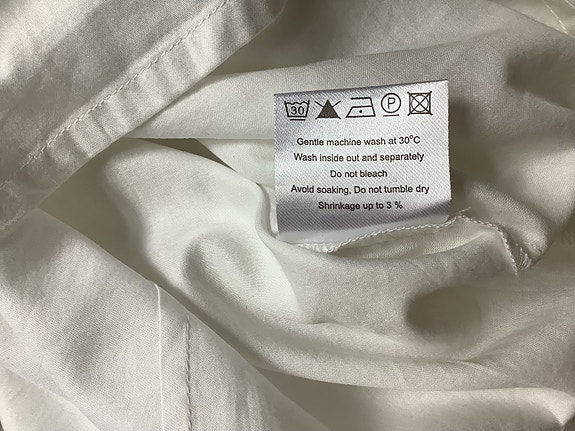 30 P
Gentle machine wash at 30°C
Wash inside out and separately
Do not bleach
Avoid soaking, Do not tumble dry
Shrinkage up to 3 %